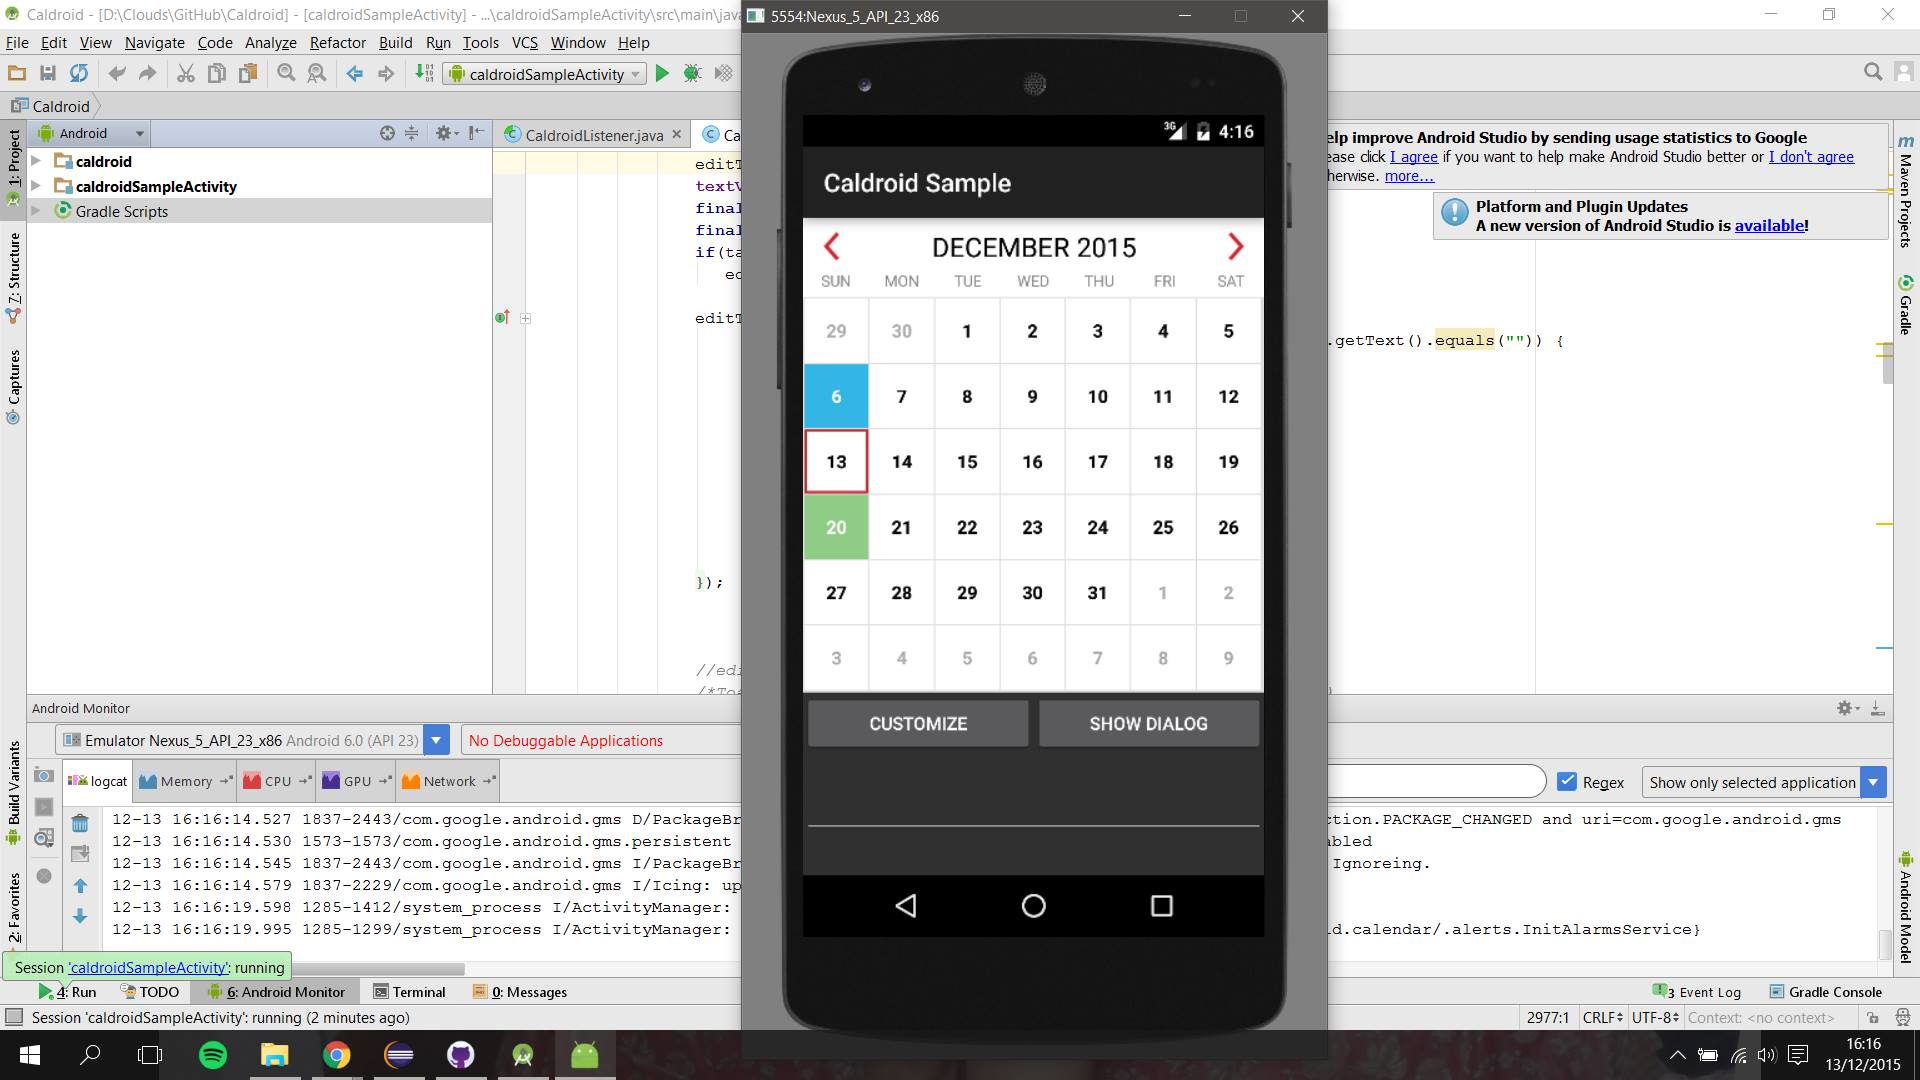 Caldroid - [D:\Clouds\GitHub\Caldroid] - [caldroidSampleActivity] - ...\caldroidSampleActivity\src\main\java
5554:Nexus_5_API_23_x86
File Edit View Navigate Code Analyze Refactor Build Run Tools VCS Window Help
caldroidSampleActivity
Caldroid
Android
CaldroidListener.java
Ca
1: Project
7: Structure
Captures
Build Variants
2: Favorites
caldroid
caldroidSampleActivity
Gradle Scripts
editT
textV
final
final
if(ta
ed
editT
.getText().equals("")) {
});
//edi
/*Toa
)
4:16
3G
Caldroid Sample
DECEMBER 2015
SUN MON TUE WED THU FRI SAT
29 30 1 2 3 4 5
6 7 8 9 10 11 12
13 14 15 16 17 18 19
20 21 22 23 24 25 26
27 28 29 30 31 1 2
3 4 5 6 7 8 9
CUSTOMIZE SHOW DIALOG
elp improve Android Studio by sending usage statistics to Google
ease click I agree if you want to help make Android Studio better or I don't agree
herwise. more...
Platform and Plugin Updates
A new version of Android Studio is available!
Maven Projects
Gradle
Android Model
Android Monitor
Emulator Nexus_5_API_23_x86 Android 6.0 (API 23)
No Debuggable Applications
logcat Memory CPU GPU Network
Regex
Show only selected application
12-13 16:16:14.527 1837-2443/com.google.android.gms D/PackageBr ction.PACKAGE_CHANGED and uri=com.google.android.gms
12-13 16:16:14.530 1573-1573/com.google.android.gms.persistent abled
12-13 16:16:14.545 1837-2443/com.google.android.gms I/PackageBr Ignoreing.
12-13 16:16:14.579 1837-2229/com.google.android.gms I/Icing: up
12-13 16:16:19.598 1285-1412/system_process I/ActivityManager:
12-13 16:16:19.995 1285-1299/system_process I/ActivityManager: d.calendar/.alerts.InitAlarmsService}
Session 'caldroidSampleActivity': running
4: Run TODO 6: Android Monitor Terminal 0: Messages
3 Event Log Gradle Console
Session 'caldroidSampleActivity': running (2 minutes ago)
2977:1 CRLF UTF-8 Context: <no context>
16:16
13/12/2015